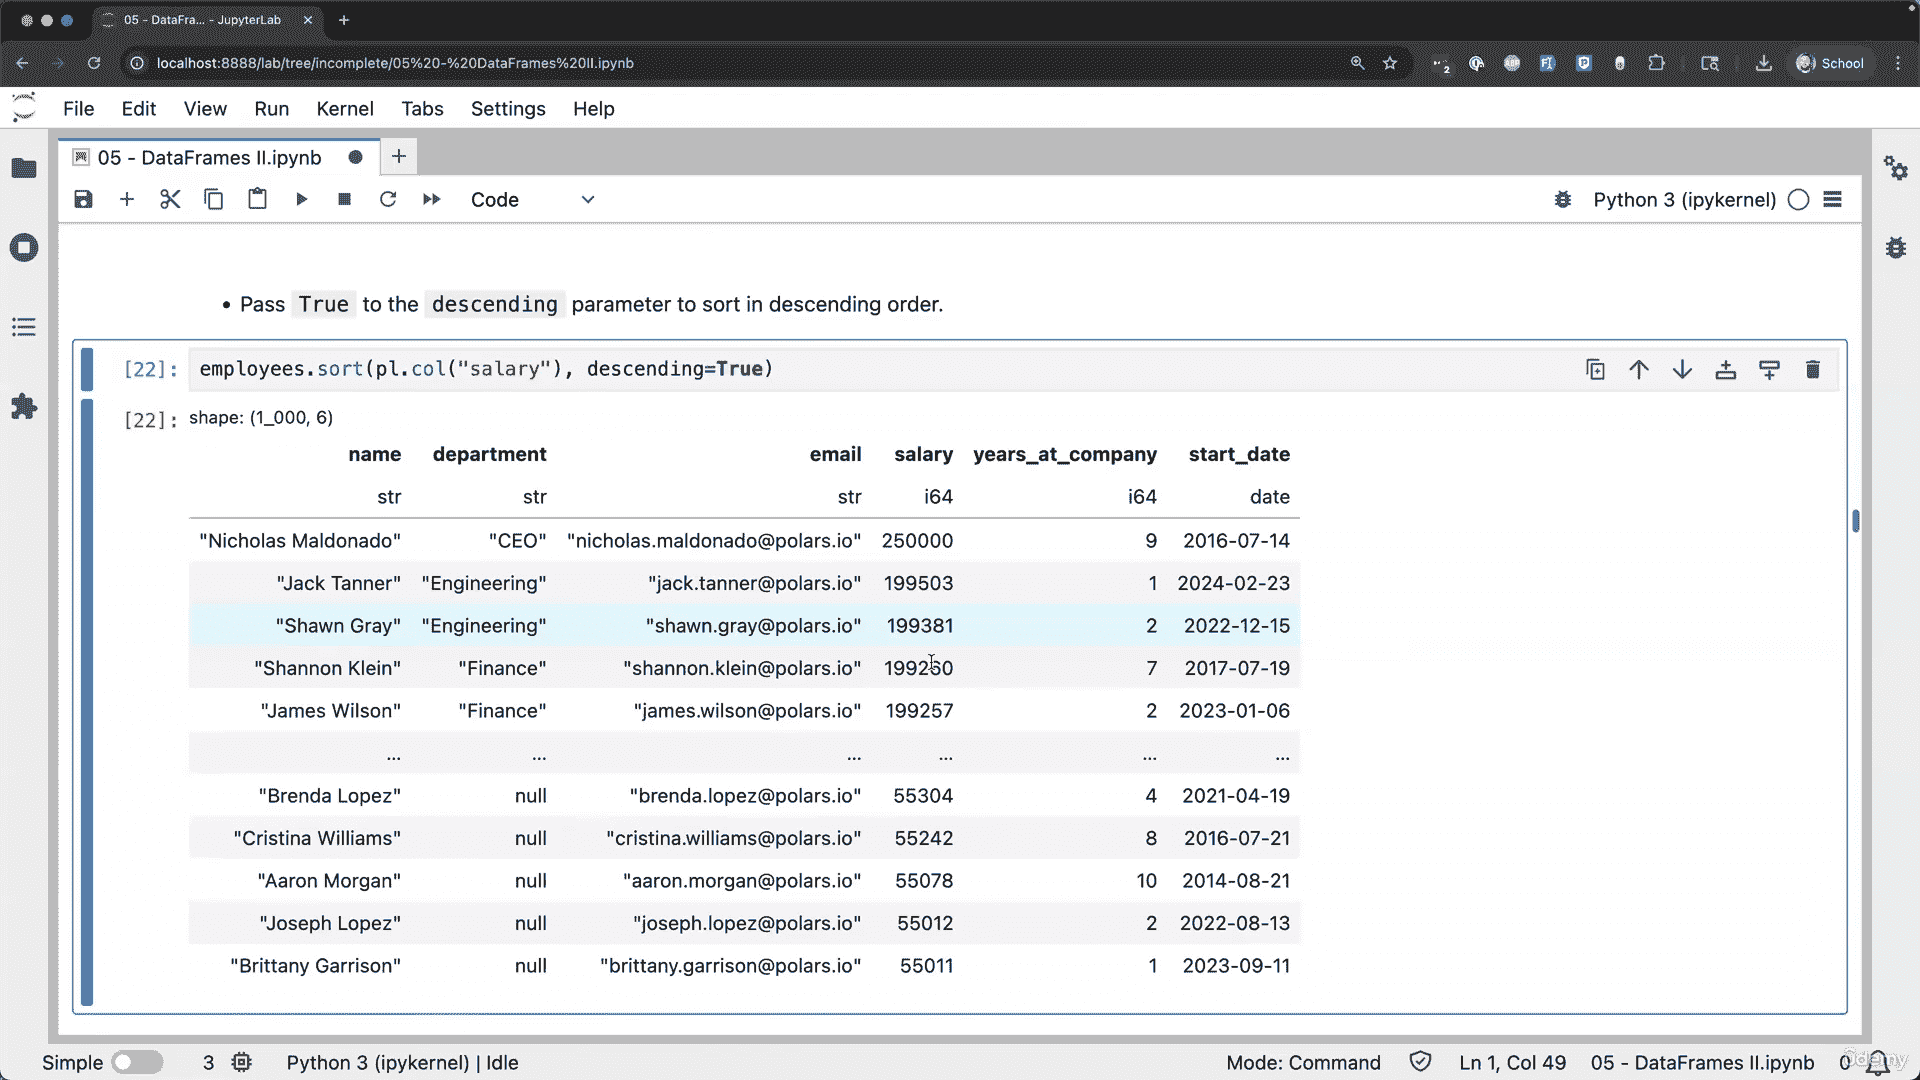 05 - DataFra... - JupyterLab
localhost:8888/lab/tree/incomplete/05%20-%20DataFrames%20II.ipynb
2
School
File Edit View Run Kernel Tabs Settings Help
05 - DataFrames II.ipynb
Code
Python 3 (ipykernel)
• Pass True to the descending parameter to sort in descending order.
[22]: employees.sort(pl.col("salary"), descending=True)
[22]: shape: (1_000, 6)
name department email salary years_at_company start_date
str str str i64 i64 date
"Nicholas Maldonado" "CEO" "nicholas.maldonado@polars.io" 250000 9 2016-07-14
"Jack Tanner" "Engineering" "jack.tanner@polars.io" 199503 1 2024-02-23
"Shawn Gray" "Engineering" "shawn.gray@polars.io" 199381 2 2022-12-15
"Shannon Klein" "Finance" "shannon.klein@polars.io" 199260 7 2017-07-19
"James Wilson" "Finance" "james.wilson@polars.io" 199257 2 2023-01-06
... ... ... ... ... ...
"Brenda Lopez" null "brenda.lopez@polars.io" 55304 4 2021-04-19
"Cristina Williams" null "cristina.williams@polars.io" 55242 8 2016-07-21
"Aaron Morgan" null "aaron.morgan@polars.io" 55078 10 2014-08-21
"Joseph Lopez" null "joseph.lopez@polars.io" 55012 2 2022-08-13
"Brittany Garrison" null "brittany.garrison@polars.io" 55011 1 2023-09-11
Simple 3 Python 3 (ipykernel) | Idle Mode: Command Ln 1, Col 49 05 - DataFrames II.ipynb 0
udemy